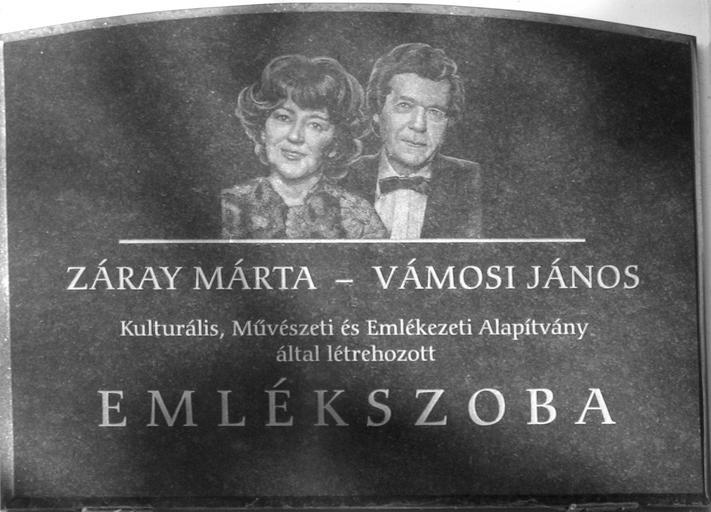 ZÁRAY MÁRTA – VÁMOSI JÁNOS
Kulturális, Művészeti és Emlékezeti Alapítvány
által létrehozott
EMLÉKSZOBA